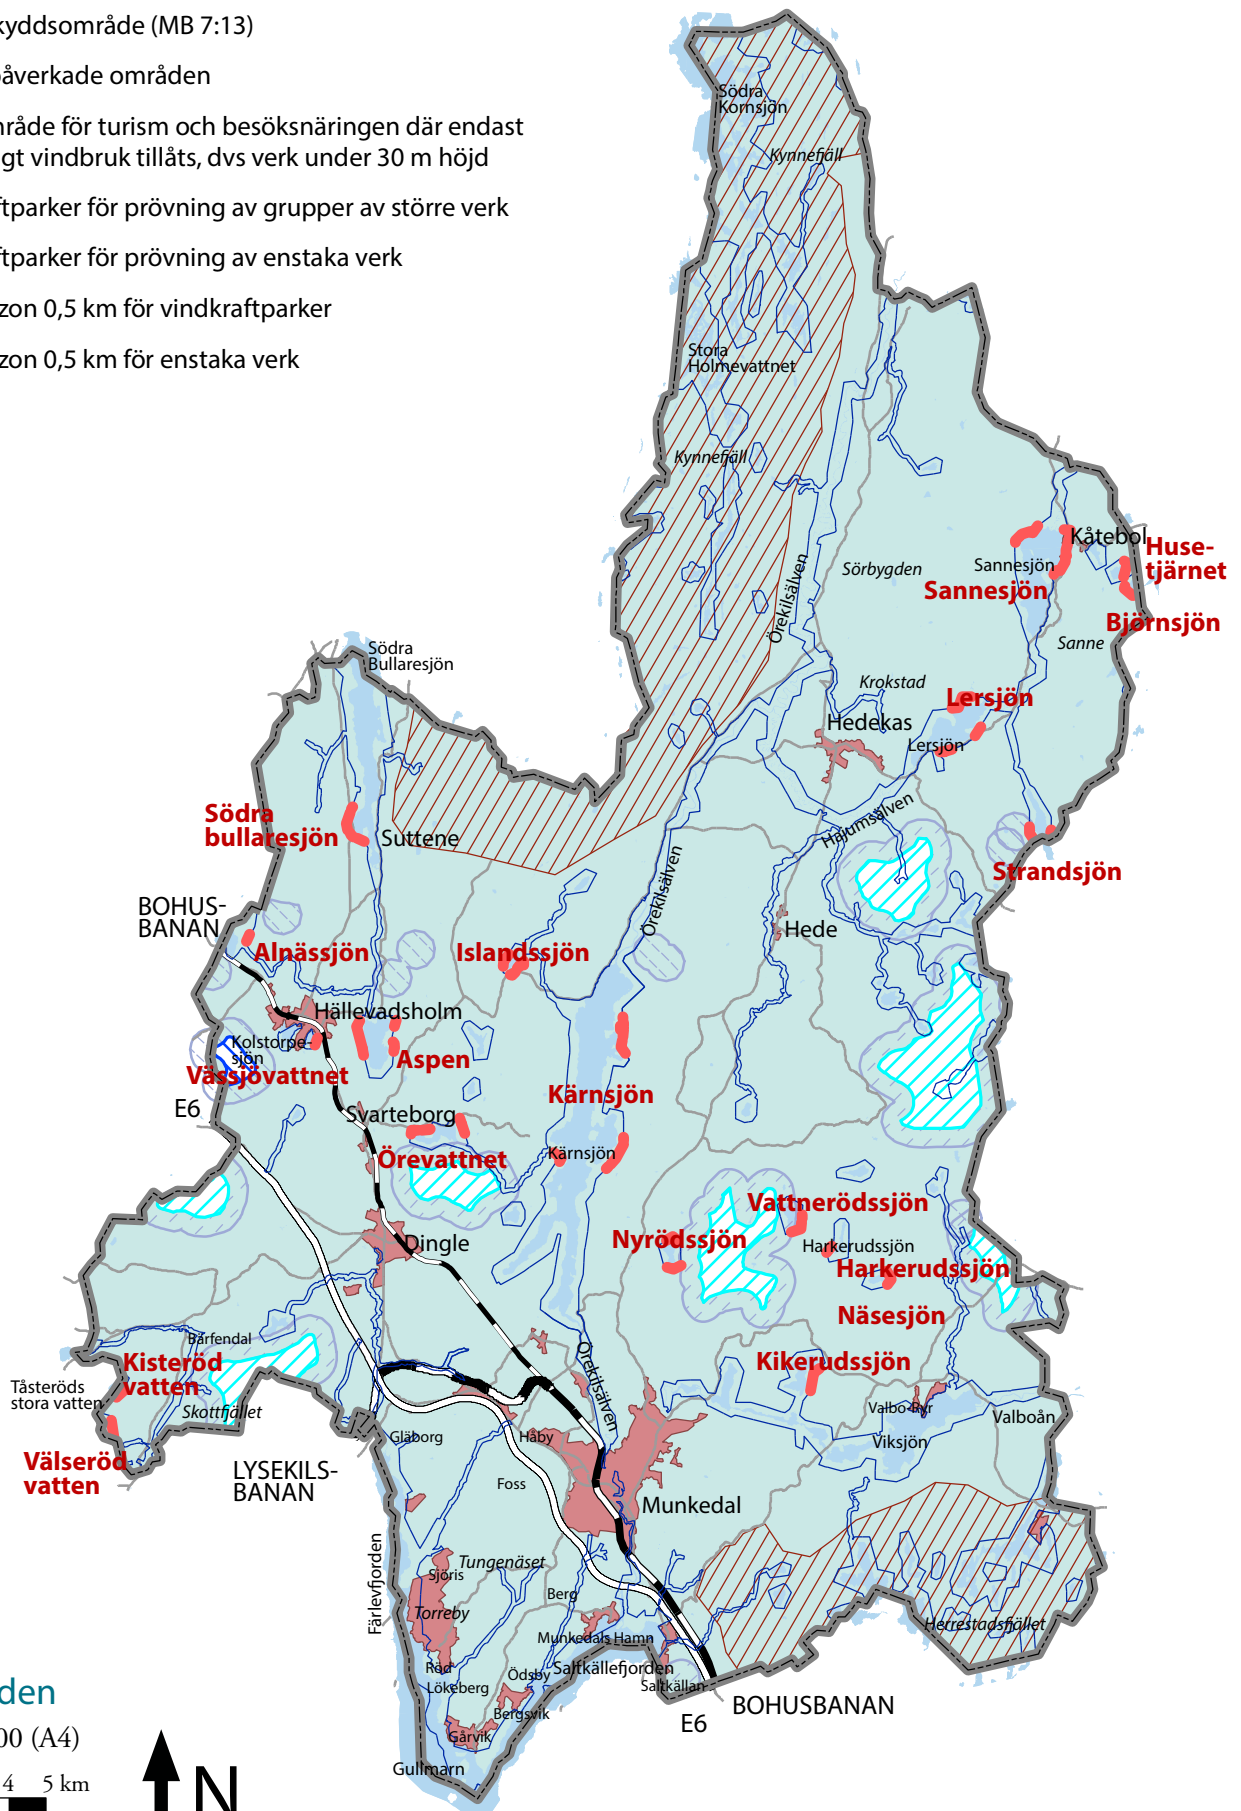 kyddsområde (MB 7:13)
påverkade områden
nråde för turism och besöksnäringen där endast
gt vindbruk tillåts, dvs verk under 30 m höjd
ftparker för prövning av grupper av större verk
ftparker för prövning av enstaka verk
zon 0,5 km för vindkraftparker
zon 0,5 km för enstaka verk
Södra
Kornsjön
Kynnefjäll
Stora
Holmevattnet
Kynnefjäll
Kåtebol
Huse-
tjärnet
Sannesjön
Sannesjön
Sörbygden
Örekilsälven
Björnsjön
Sanne
Södra
Bullaresjön
Krokstad
Lersjön
Hedekas
Lersjön
Södra
bullaresjön
Suttene
Hajumsälven
Strandsjön
Örekilsälven
BOHUS-
BANAN
Hede
Alnässjön
Islandssjön
Hällevadsholm
Kolstorpe-
sjön
Aspen
Vässjövattnet
Kärnsjön
E6
Svarteborg
Kärnsjön
Örevattnet
Vattnerödssjön
Nyrödssjön
Dingle
Harkerudssjön
Harkerudssjön
Näsesjön
Bärfendal
Kisteröd
vatten
Kikerudssjön
Örekilsälven
Tåsteröds
stora vatten
Skottfjället
Valbo-Ryr
Valboån
Gläborg
Håby
Viksjön
Välseröd
vatten
LYSEKILS-
BANAN
Foss
Munkedal
Färlevfjorden
Tungenäset
Sjöris
Berg
Torreby
Herrestadsfjället
Munkedals Hamn
Röd
Ödsby
Saltkällefjorden
Lökeberg
Saltkällan
Bergsvik
BOHUSBANAN
E6
Gårvik
Gullmarn
den
00 (A4)
4 5 km
N